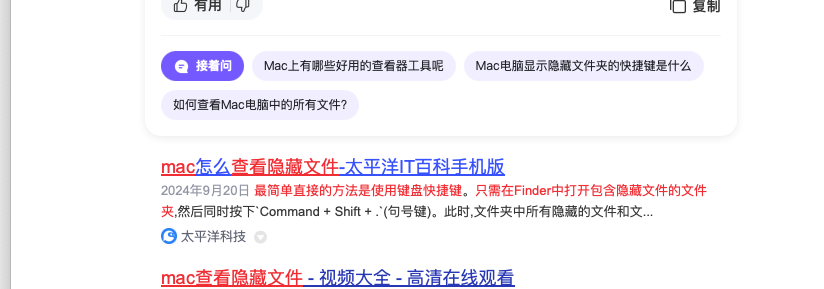 有用
复制
接着问 Mac上有哪些好用的查看器工具呢 Mac电脑显示隐藏文件夹的快捷键是什么
如何查看Mac电脑中的所有文件?
mac怎么查看隐藏文件-太平洋IT百科手机版
2024年9月20日 最简单直接的方法是使用键盘快捷键。只需在Finder中打开包含隐藏文件的文件
夹,然后同时按下`Command + Shift + .`(句号键)。此时,文件夹中所有隐藏的文件和文...
太平洋科技
mac查看隐藏文件 - 视频大全 - 高清在线观看